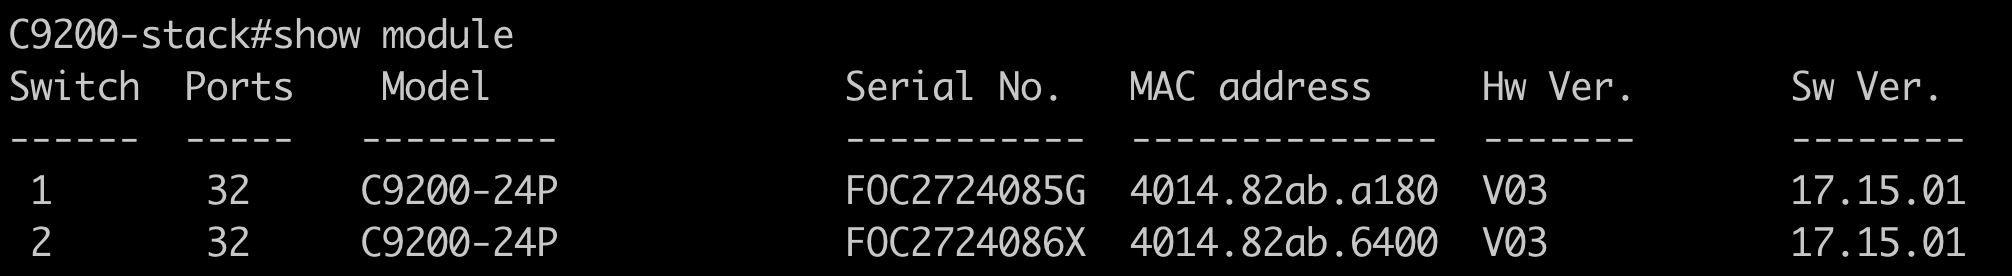 C9200-stack#show module
Switch  Ports    Model                Serial No.   MAC address     Hw Ver.       Sw Ver.
------  -----   ---------             -----------  --------------  -------       --------
 1       32     C9200-24P             FOC2724085G  4014.82ab.a180  V03           17.15.01
 2       32     C9200-24P             FOC2724086X  4014.82ab.6400  V03           17.15.01